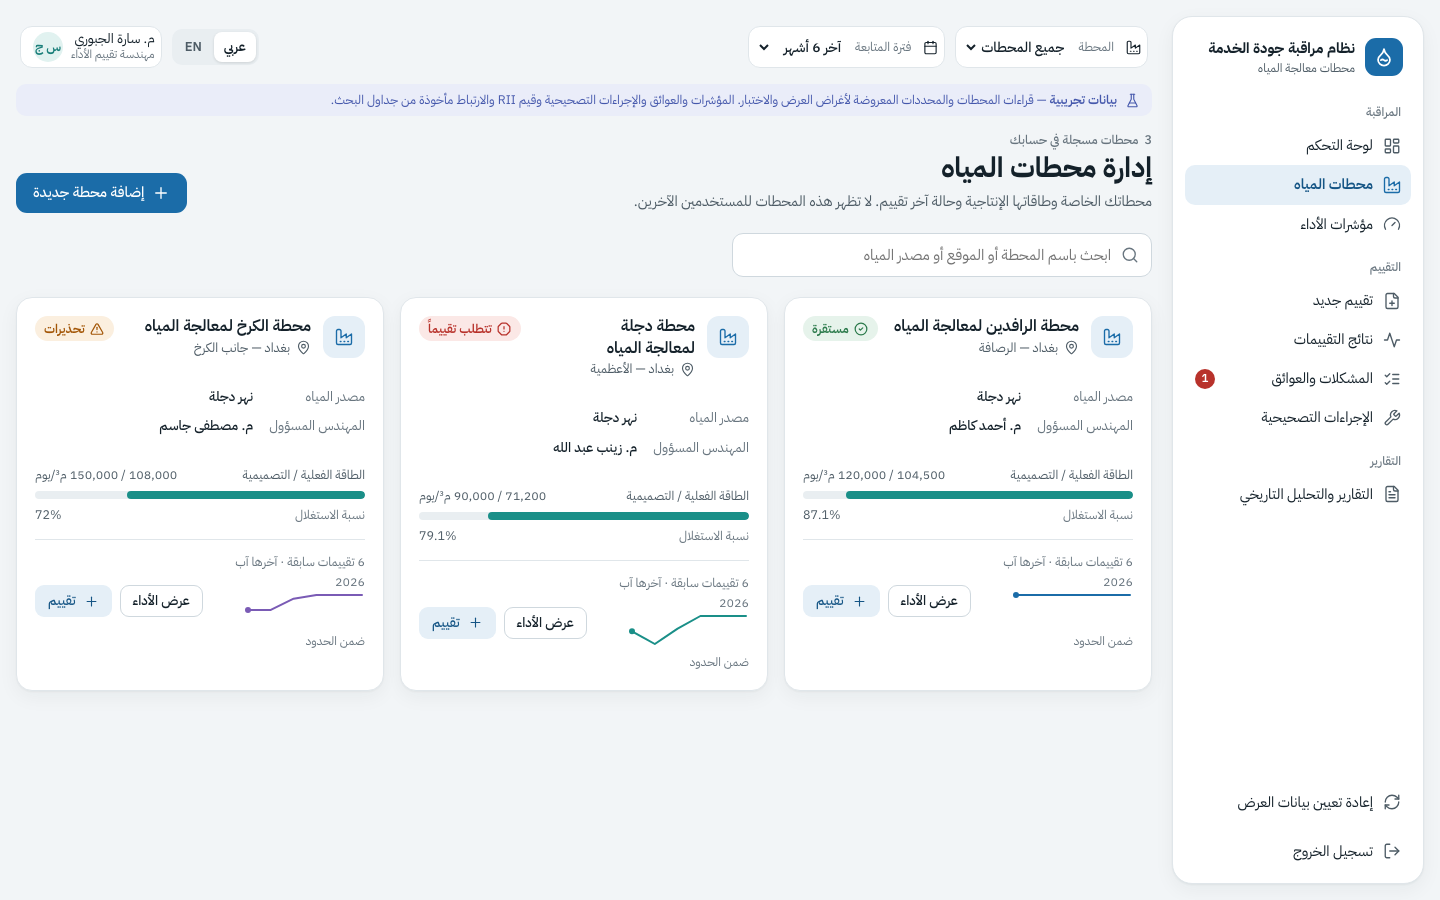 نظام مراقبة جودة الخدمة
محطات معالجة المياه
المراقبة
لوحة التحكم
محطات المياه
مؤشرات الأداء
التقييم
تقييم جديد
نتائج التقييمات
المشكلات والعوائق
1
الإجراءات التصحيحية
التقارير
التقارير والتحليل التاريخي
إعادة تعيين بيانات العرض
تسجيل الخروج
المحطة جميع المحطات
فترة المتابعة آخر 6 أشهر
عربي EN
م. سارة الجبوري
مهندسة تقييم الأداء
س ج
بيانات تجريبية — قراءات المحطات والمحددات المعروضة لأغراض العرض والاختبار. المؤشرات والعوائق والإجراءات التصحيحية وقيم RII والارتباط مأخوذة من جداول البحث.
3 محطات مسجلة في حسابك
إدارة محطات المياه
محطاتك الخاصة وطاقاتها الإنتاجية وحالة آخر تقييم. لا تظهر هذه المحطات للمستخدمين الآخرين.
إضافة محطة جديدة
ابحث باسم المحطة أو الموقع أو مصدر المياه
محطة الرافدين لمعالجة المياه
مستقرة
بغداد — الرصافة
مصدر المياه نهر دجلة
المهندس المسؤول م. أحمد كاظم
الطاقة الفعلية / التصميمية 104,500 / 120,000 م³/يوم
نسبة الاستغلال 87.1%
6 تقييمات سابقة · آخرها آب
2026
ضمن الحدود
عرض الأداء
تقييم
محطة دجلة
لمعالجة المياه
تتطلب تقييماً
بغداد — الأعظمية
مصدر المياه نهر دجلة
المهندس المسؤول م. زينب عبد الله
الطاقة الفعلية / التصميمية 71,200 / 90,000 م³/يوم
نسبة الاستغلال 79.1%
6 تقييمات سابقة · آخرها آب
2026
ضمن الحدود
عرض الأداء
تقييم
محطة الكرخ لمعالجة المياه
تحذيرات
بغداد — جانب الكرخ
مصدر المياه نهر دجلة
المهندس المسؤول م. مصطفى جاسم
الطاقة الفعلية / التصميمية 108,000 / 150,000 م³/يوم
نسبة الاستغلال 72%
6 تقييمات سابقة · آخرها آب
2026
ضمن الحدود
عرض الأداء
تقييم